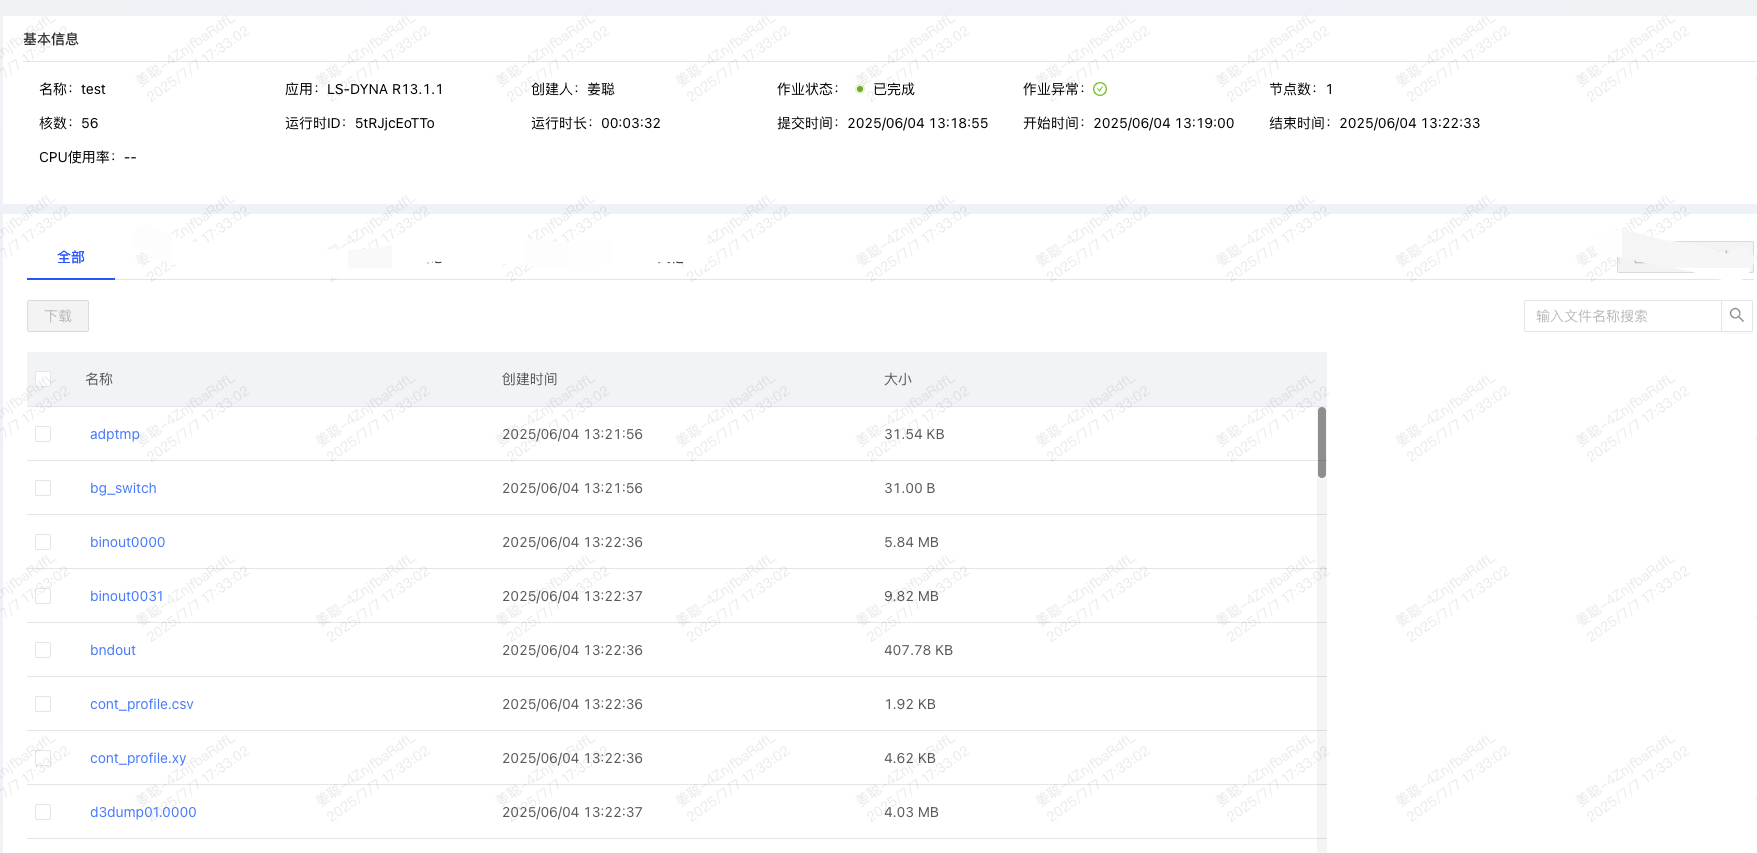 基本信息
名称：test 应用：LS-DYNA R13.1.1 创建人：姜聪 作业状态： 已完成 作业异常： 节点数：1
核数：56 运行时ID：5tRJjcEoTTo 运行时长：00:03:32 提交时间：2025/06/04 13:18:55 开始时间：2025/06/04 13:19:00 结束时间：2025/06/04 13:22:33
CPU使用率：--
全部
下载 输入文件名称搜索
名称 创建时间 大小
adptmp 2025/06/04 13:21:56 31.54 KB
bg_switch 2025/06/04 13:21:56 31.00 B
binout0000 2025/06/04 13:22:36 5.84 MB
binout0031 2025/06/04 13:22:37 9.82 MB
bndout 2025/06/04 13:22:36 407.78 KB
cont_profile.csv 2025/06/04 13:22:36 1.92 KB
cont_profile.xy 2025/06/04 13:22:36 4.62 KB
d3dump01.0000 2025/06/04 13:22:37 4.03 MB
姜聪-4ZnjfbaRdfL
2025/7/7 17:33:02